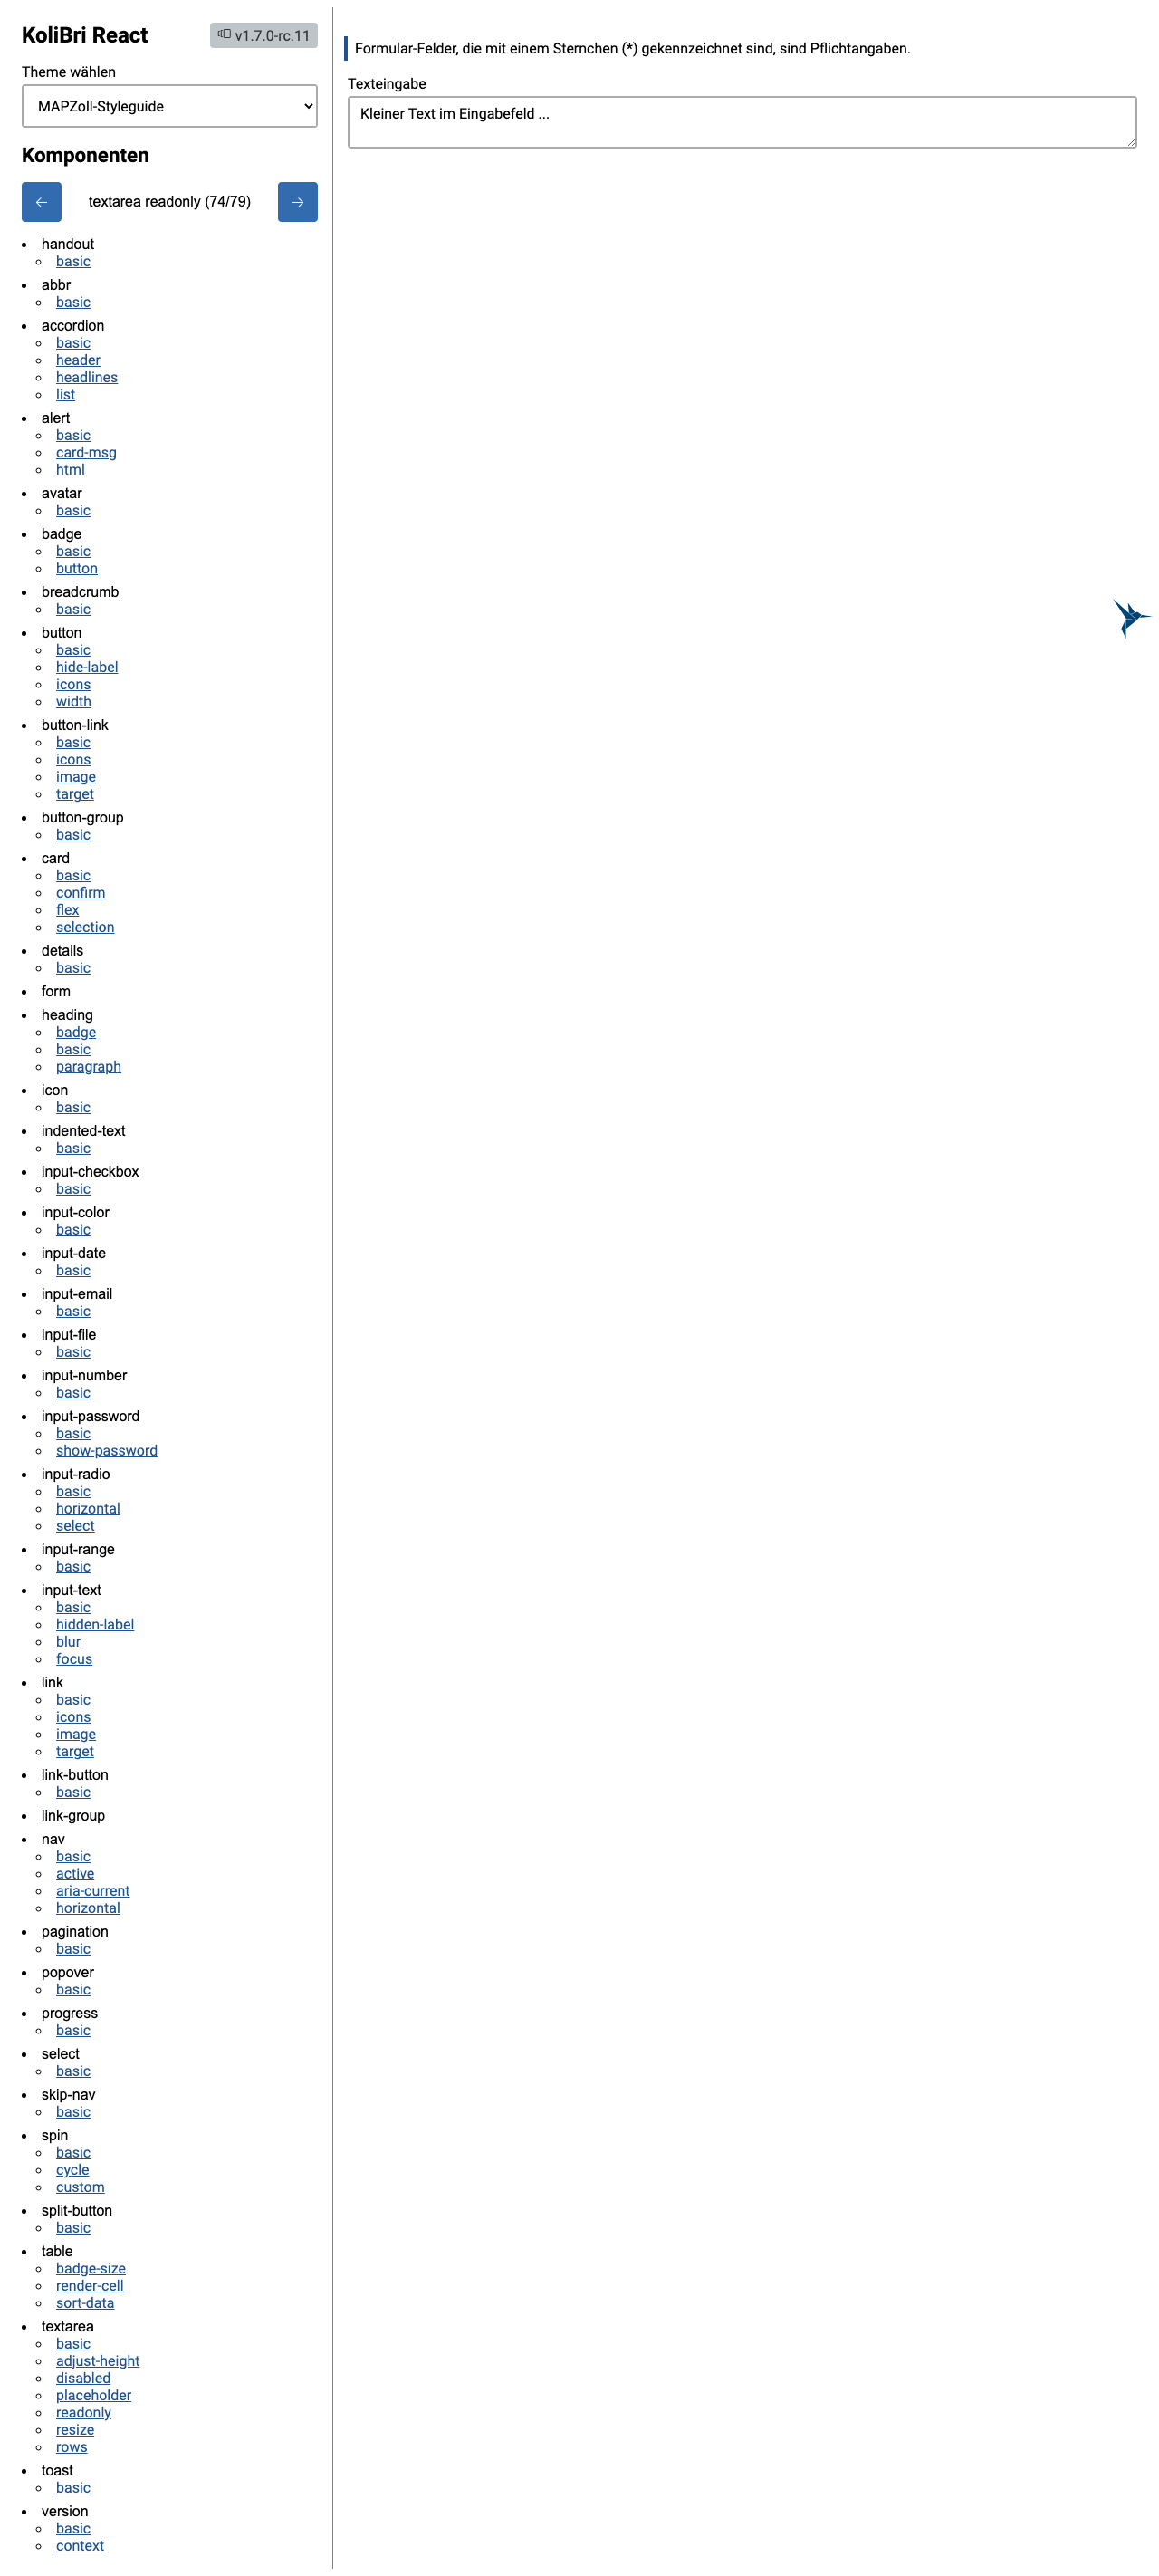 KoliBri React
v1.7.0-rc.11
Theme wählen
MAPZoll-Styleguide
Komponenten
← textarea readonly (74/79) →
handout
basic
abbr
basic
accordion
basic
header
headlines
list
alert
basic
card-msg
html
avatar
basic
badge
basic
button
breadcrumb
basic
button
basic
hide-label
icons
width
button-link
basic
icons
image
target
button-group
basic
card
basic
confirm
flex
selection
details
basic
form
heading
badge
basic
paragraph
icon
basic
indented-text
basic
input-checkbox
basic
input-color
basic
input-date
basic
input-email
basic
input-file
basic
input-number
basic
input-password
basic
show-password
input-radio
basic
horizontal
select
input-range
basic
input-text
basic
hidden-label
blur
focus
link
basic
icons
image
target
link-button
basic
link-group
nav
basic
active
aria-current
horizontal
pagination
basic
popover
basic
progress
basic
select
basic
skip-nav
basic
spin
basic
cycle
custom
split-button
basic
table
badge-size
render-cell
sort-data
textarea
basic
adjust-height
disabled
placeholder
readonly
resize
rows
toast
basic
version
basic
context
Formular-Felder, die mit einem Sternchen (*) gekennzeichnet sind, sind Pflichtangaben.
Texteingabe
Kleiner Text im Eingabefeld ...